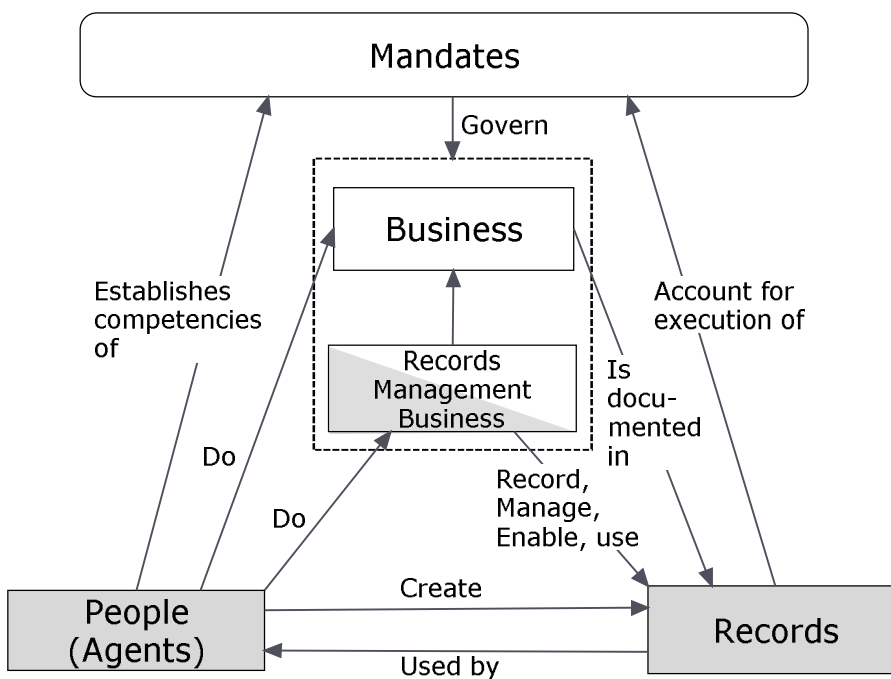 Mandates
Govern
Business
Establishes
competencies
of
Account for
execution of
Records
Management
Business
Is
docu-
mented
in
Do
Record,
Manage,
Enable, use
Do
Create
People
(Agents)
Records
Used by